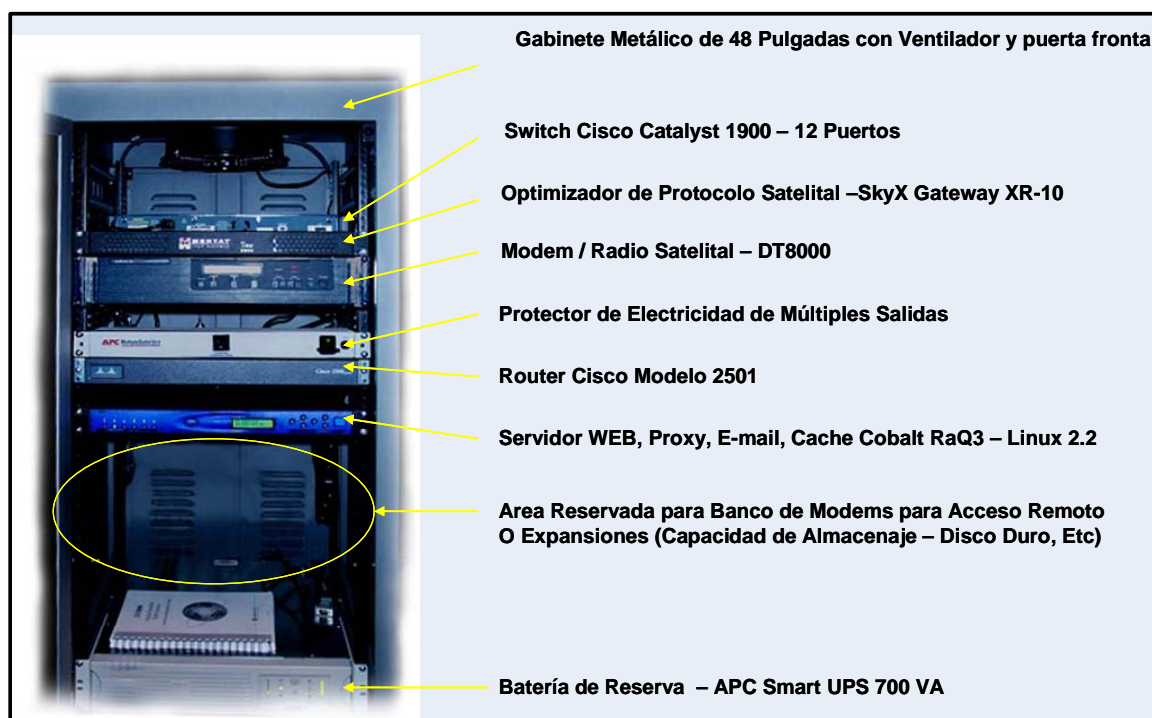 Gabinete Metálico de 48 Pulgadas con Ventilador y puerta fronta
Switch Cisco Catalyst 1900 – 12 Puertos
Optimizador de Protocolo Satelital –SkyX Gateway XR-10
Modem / Radio Satelital – DT8000
Protector de Electricidad de Múltiples Salidas
Router Cisco Modelo 2501
Servidor WEB, Proxy, E-mail, Cache Cobalt RaQ3 – Linux 2.2
Area Reservada para Banco de Modems para Acceso Remoto
O Expansiones (Capacidad de Almacenaje – Disco Duro, Etc)
Batería de Reserva – APC Smart UPS 700 VA
MENTAT
APC
Cisco 2500